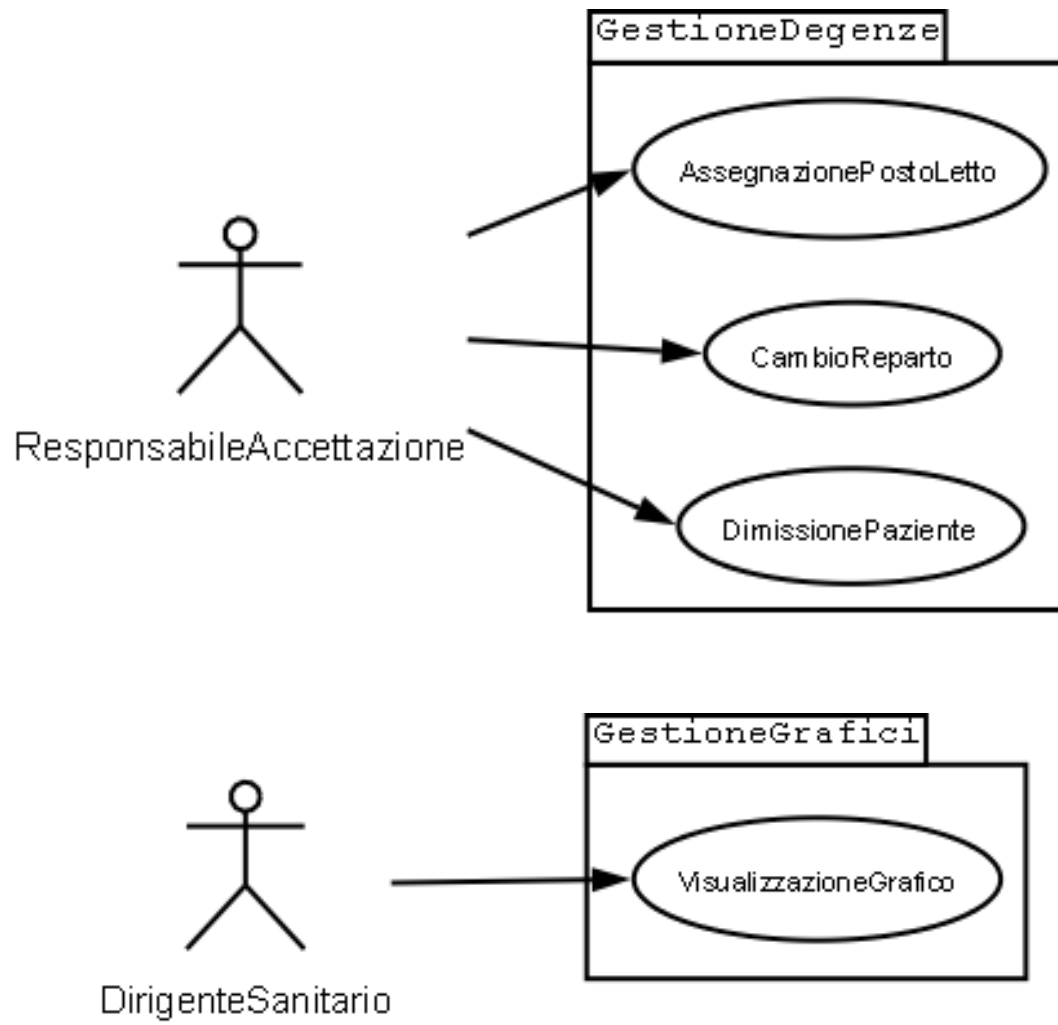 GestioneDegenze
AssegnazionePostoLetto
CambioReparto
ResponsabileAccettazione
DimissionePaziente
GestioneGrafici
VisualizzazioneGrafico
DirigenteSanitario